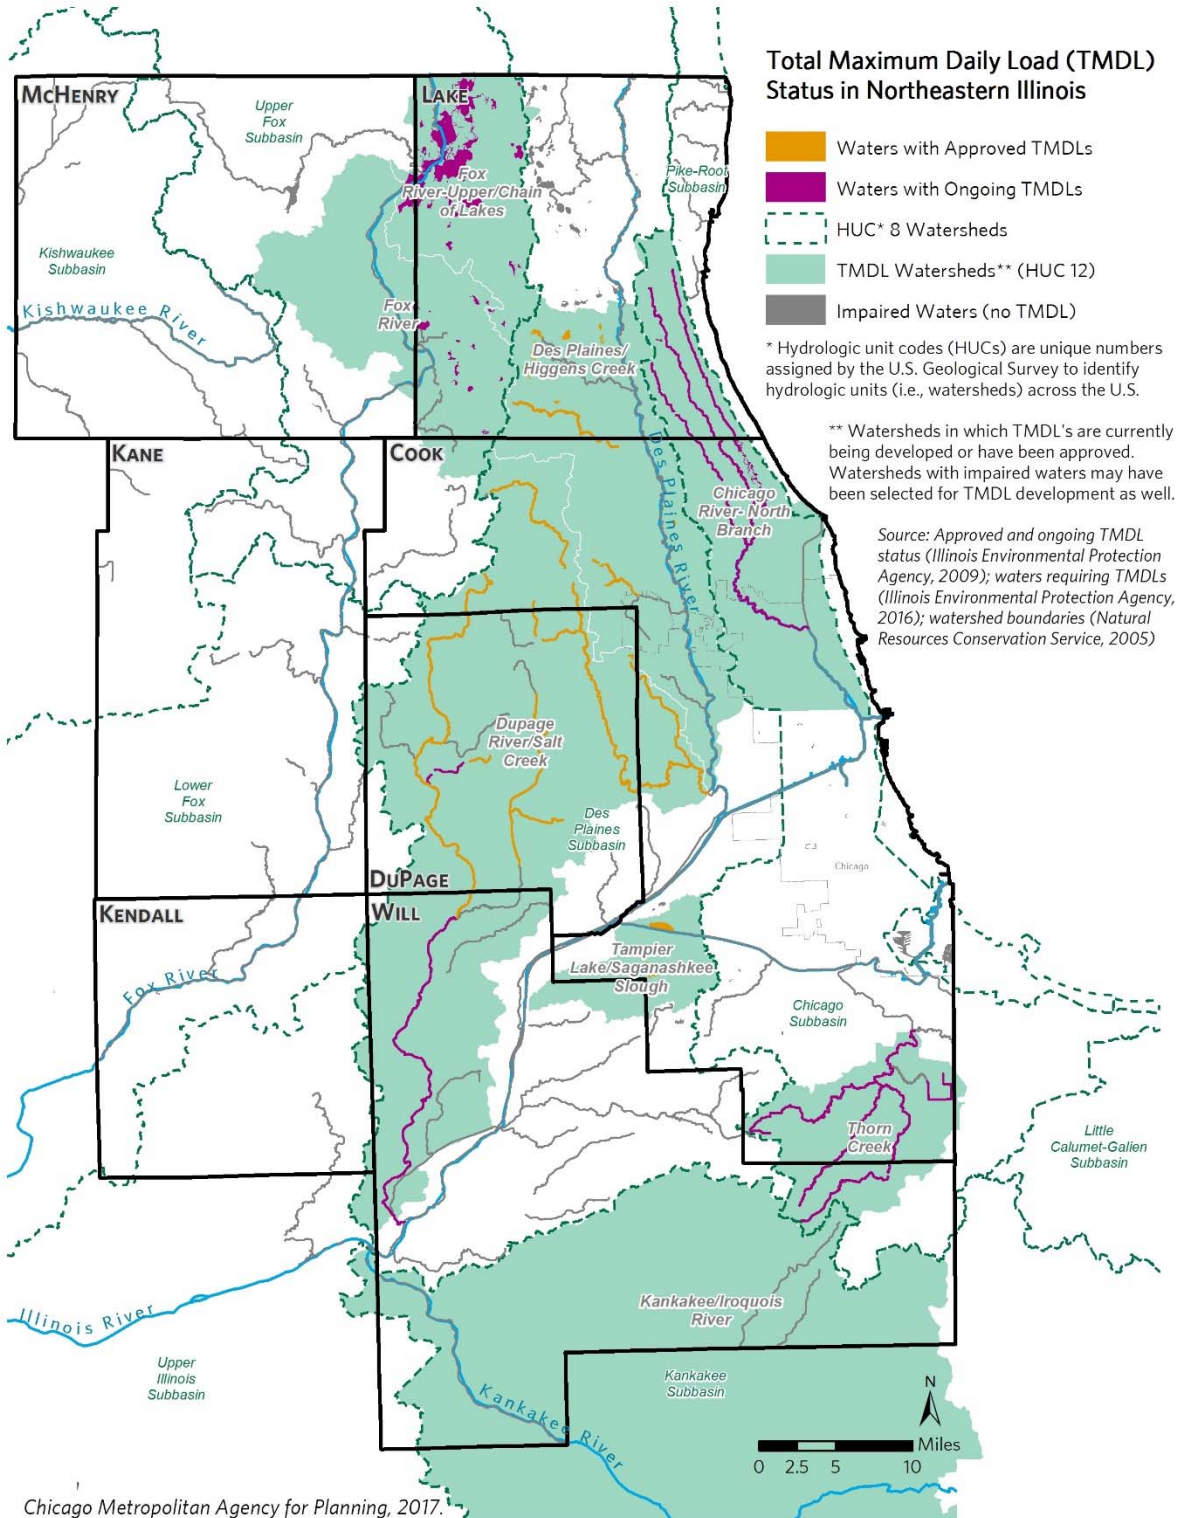 Total Maximum Daily Load (TMDL)
Status in Northeastern Illinois
Waters with Approved TMDLs
Waters with Ongoing TMDLs
HUC* 8 Watersheds
TMDL Watersheds** (HUC 12)
Impaired Waters (no TMDL)
* Hydrologic unit codes (HUCs) are unique numbers
assigned by the U.S. Geological Survey to identify
hydrologic units (i.e., watersheds) across the U.S.
** Watersheds in which TMDL's are currently
being developed or have been approved.
Watersheds with impaired waters may have
been selected for TMDL development as well.
Source: Approved and ongoing TMDL
status (Illinois Environmental Protection
Agency, 2009); waters requiring TMDLs
(Illinois Environmental Protection Agency,
2016); watershed boundaries (Natural
Resources Conservation Service, 2005)
MCHENRY
LAKE
Upper
Fox
Subbasin
Pike-Root
Subbasin
Fox
River-Upper/Chain
of Lakes
Kishwaukee
Subbasin
Kishwaukee River
Fox
River
Des Plaines/
Higgens Creek
KANE
COOK
Des Plaines River
Chicago
River- North
Branch
Dupage
River/Salt
Creek
Lower
Fox
Subbasin
Des
Plaines
Subbasin
Chicago
DUPAGE
KENDALL
WILL
Fox River
Tampier
Lake/Saganashkee
Slough
Chicago
Subbasin
Thorn
Creek
Little
Calumet-Galien
Subbasin
Illinois River
Kankakee/Iroquois
River
Upper
Illinois
Subbasin
Kankakee
Subbasin
Kankakee River
N
Miles
0 2.5 5 10
Chicago Metropolitan Agency for Planning, 2017.